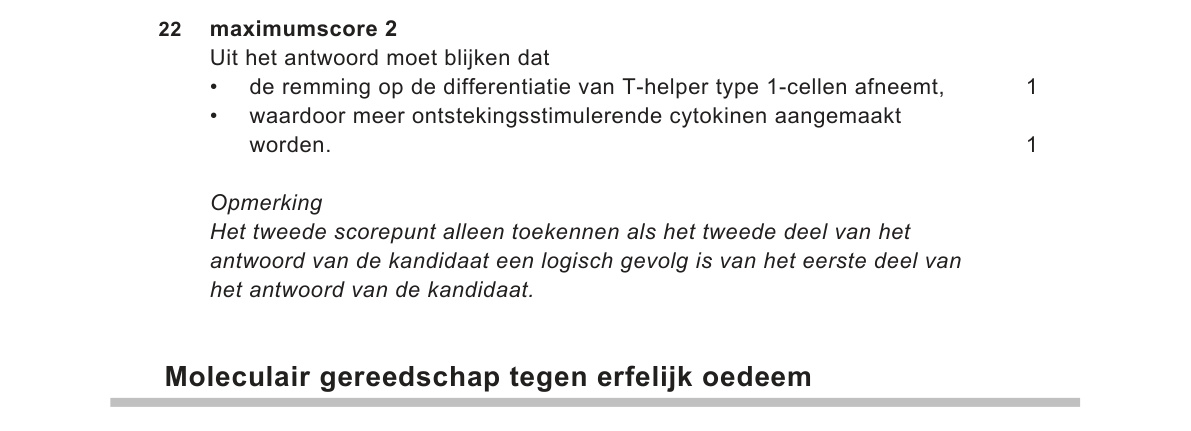 22 maximumscore 2
Uit het antwoord moet blijken dat
• de remming op de differentiatie van T-helper type 1-cellen afneemt, 1
• waardoor meer ontstekingsstimulerende cytokinen aangemaakt
worden. 1
Opmerking
Het tweede scorepunt alleen toekennen als het tweede deel van het
antwoord van de kandidaat een logisch gevolg is van het eerste deel van
het antwoord van de kandidaat.
Moleculair gereedschap tegen erfelijk oedeem